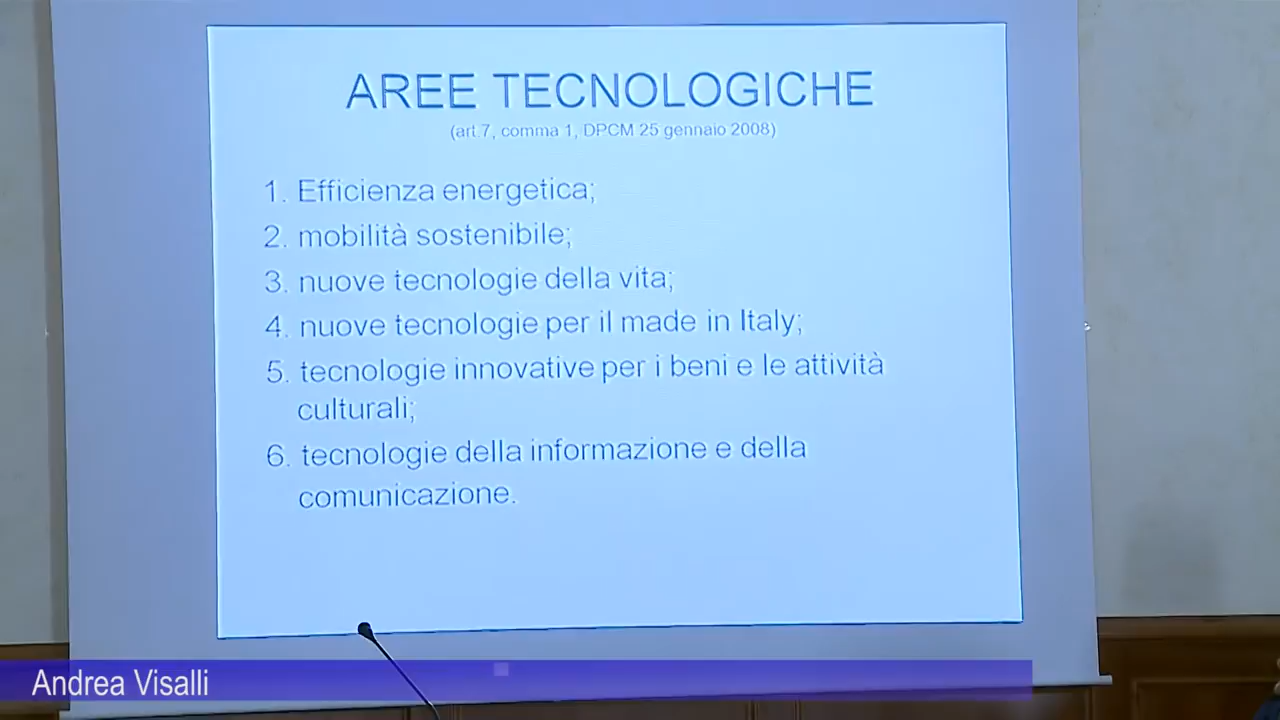 AREE TECNOLOGICHE
(art.7, comma 1, DPCM 25 gennaio 2008)
1. Efficienza energetica;
2. mobilità sostenibile;
3. nuove tecnologie della vita;
4. nuove tecnologie per il made in Italy;
5. tecnologie innovative per i beni e le attività
culturali;
6. tecnologie della informazione e della
comunicazione.
Andrea Visalli